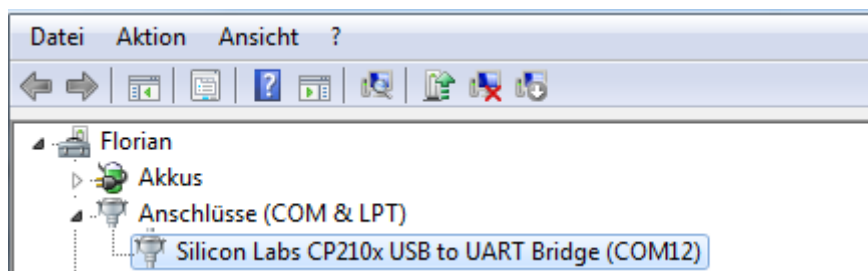 Datei Aktion Ansicht ?
Florian
Akkus
Anschlüsse (COM & LPT)
Silicon Labs CP210x USB to UART Bridge (COM12)